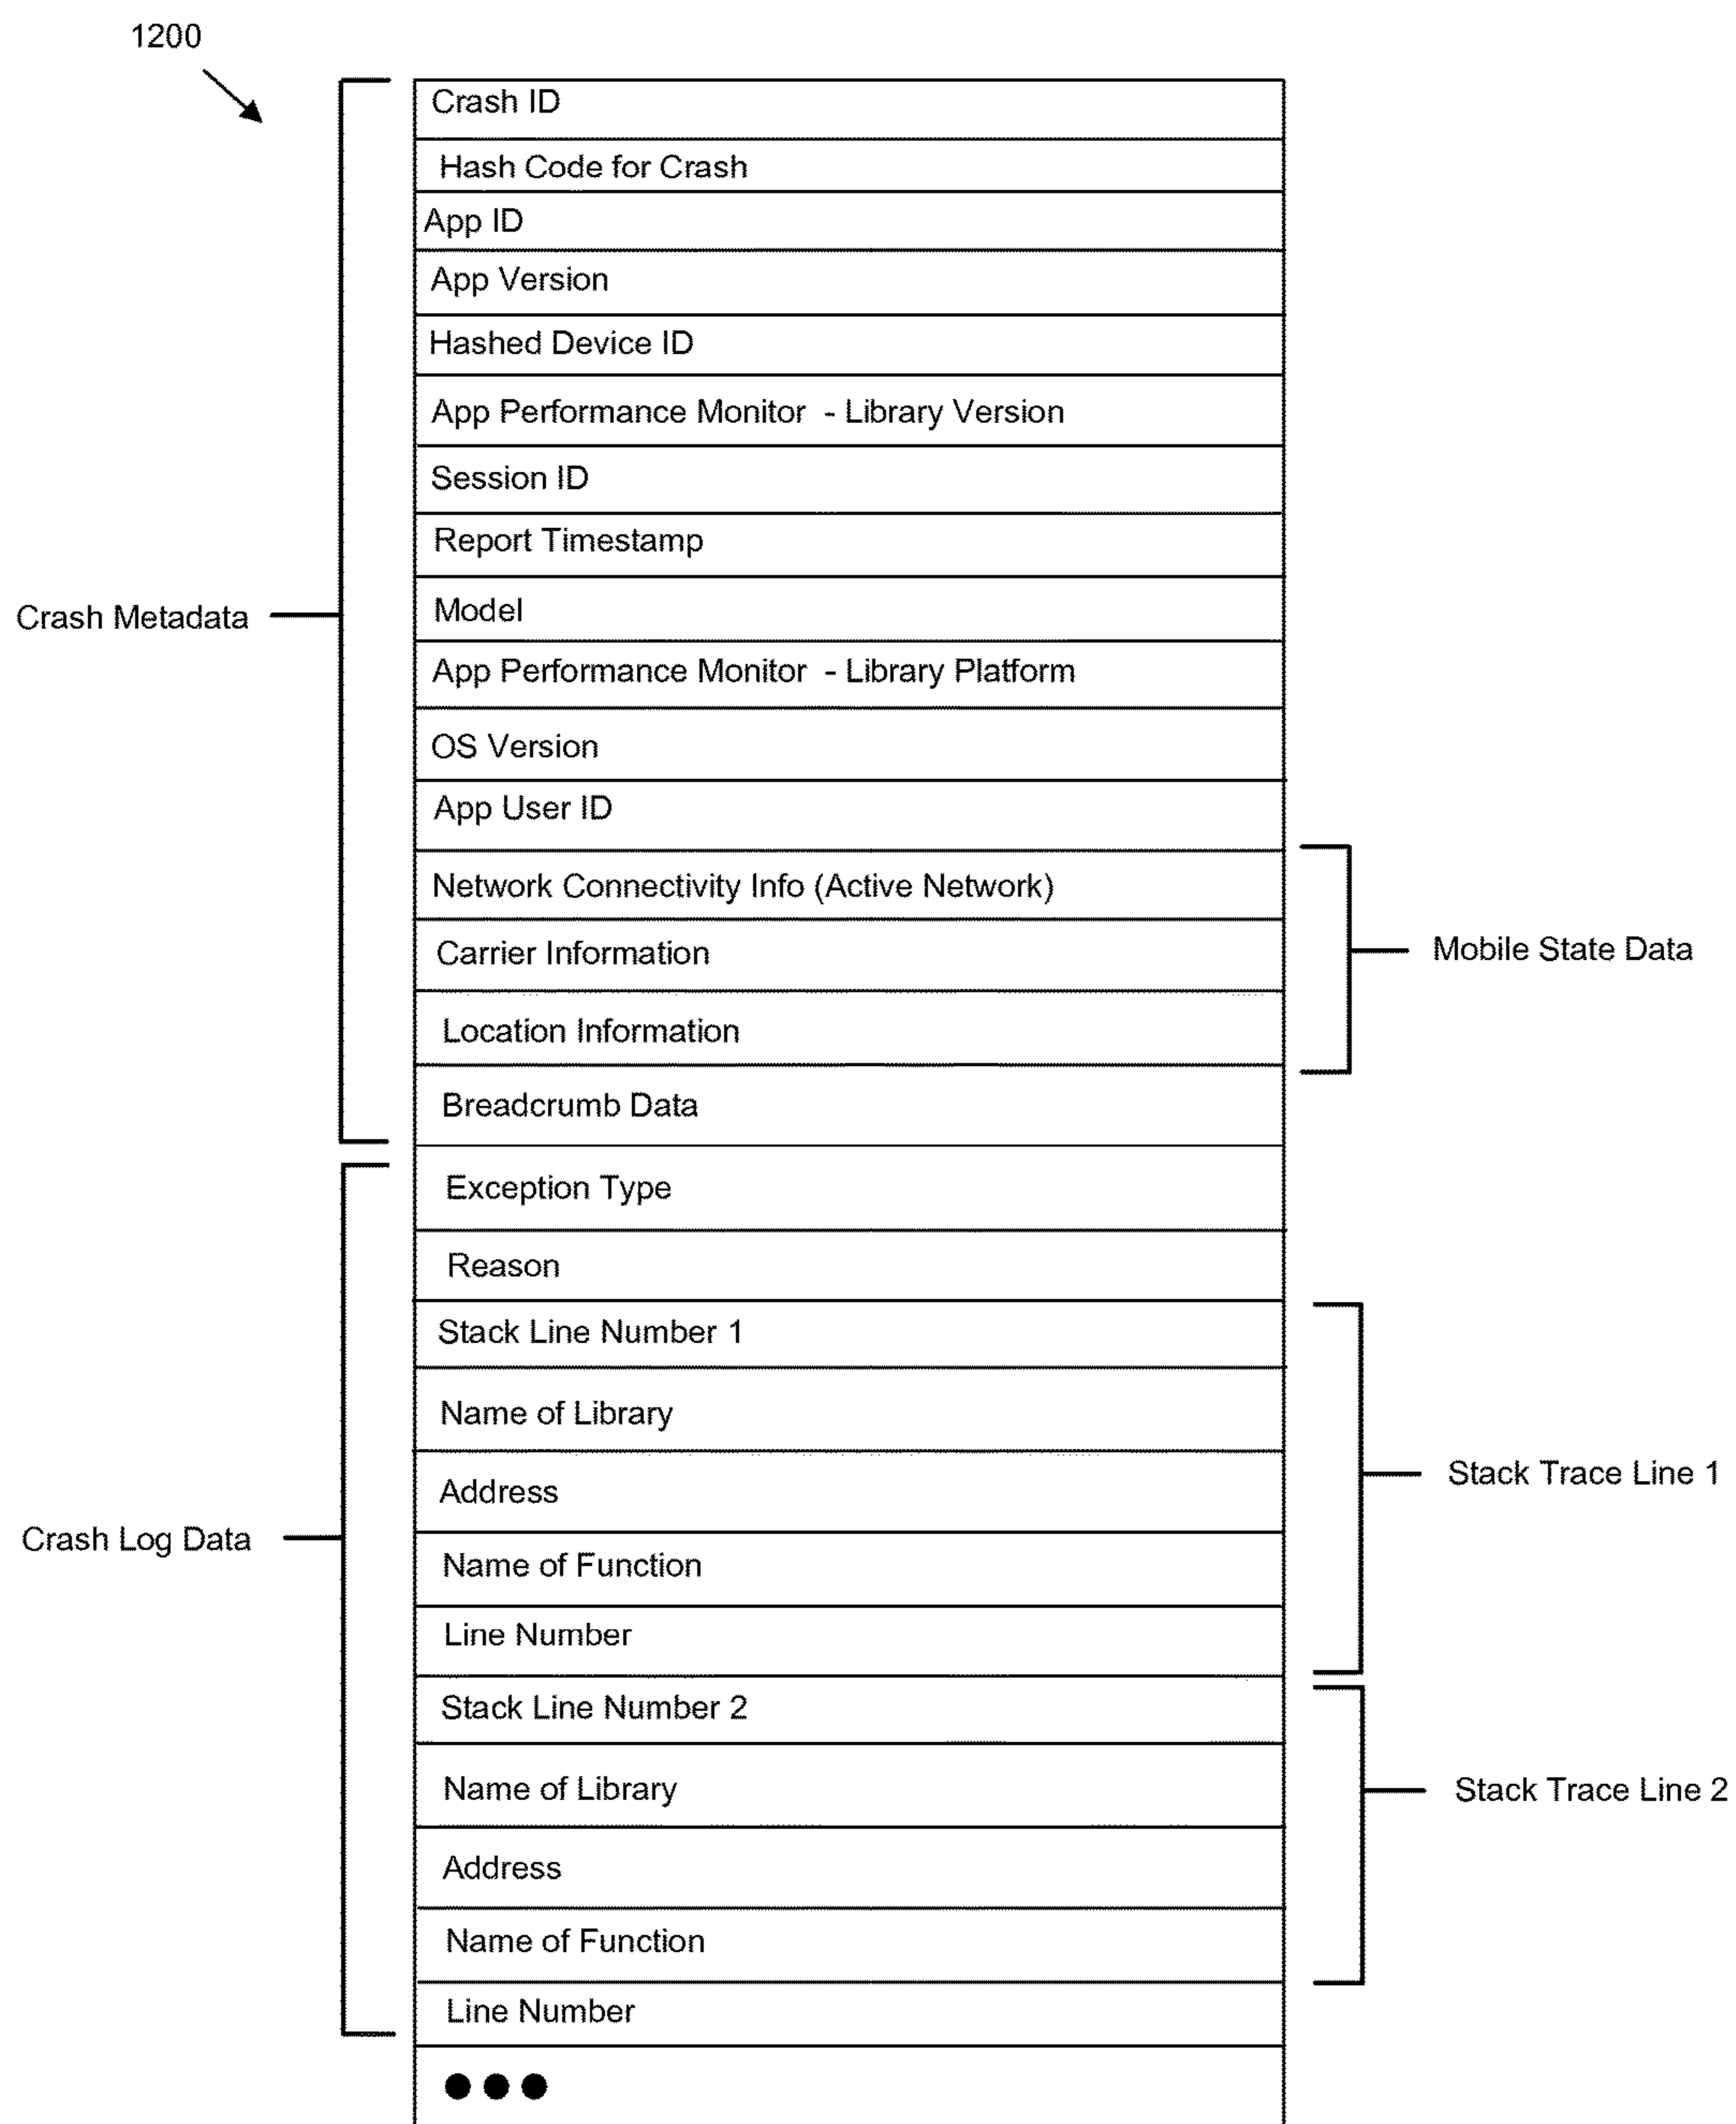 1200
Crash ID
Hash Code for Crash
App ID
App Version
Hashed Device ID
App Performance Monitor - Library Version
Session ID
Report Timestamp
Model
Crash Metadata
App Performance Monitor - Library Platform
OS Version
App User ID
Network Connectivity Info (Active Network)
Carrier Information
Mobile State Data
Location Information
Breadcrumb Data
Exception Type
Reason
Stack Line Number 1
Name of Library
Stack Trace Line 1
Address
Crash Log Data
Name of Function
Line Number
Stack Line Number 2
Name of Library
Stack Trace Line 2
Address
Name of Function
Line Number